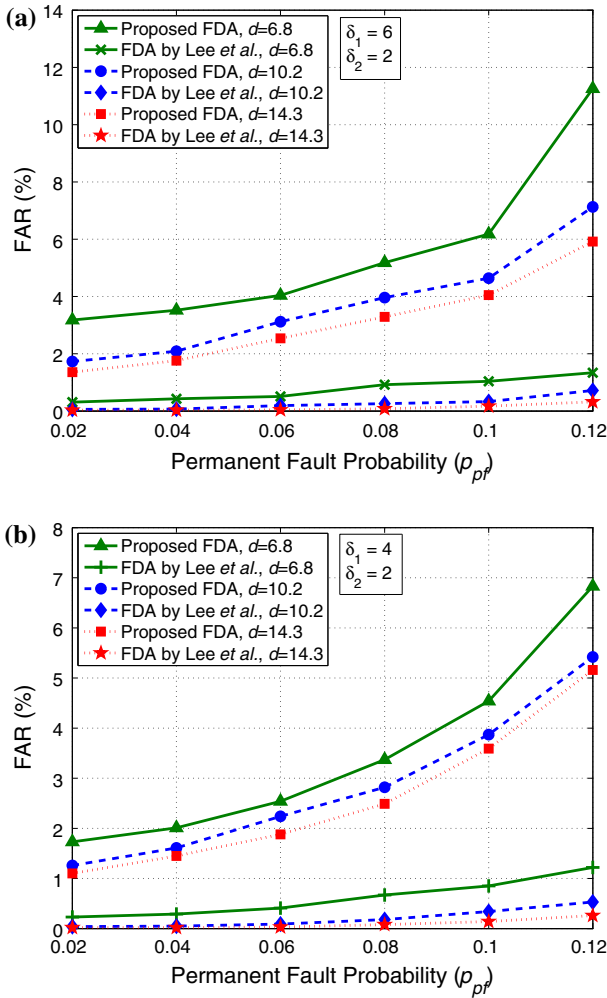 (a)
Proposed FDA, d=6.8
FDA by Lee et al., d=6.8
Proposed FDA, d=10.2
FDA by Lee et al., d=10.2
Proposed FDA, d=14.3
FDA by Lee et al., d=14.3
δ1 = 6
δ2 = 2
14
12
10
8
6
4
2
0
FAR (%)
0.02 0.04 0.06 0.08 0.1 0.12
Permanent Fault Probability (ppf)
(b)
Proposed FDA, d=6.8
FDA by Lee et al., d=6.8
Proposed FDA, d=10.2
FDA by Lee et al., d=10.2
Proposed FDA, d=14.3
FDA by Lee et al., d=14.3
δ1 = 4
δ2 = 2
8
7
6
5
4
3
2
1
0
FAR (%)
0.02 0.04 0.06 0.08 0.1 0.12
Permanent Fault Probability (ppf)